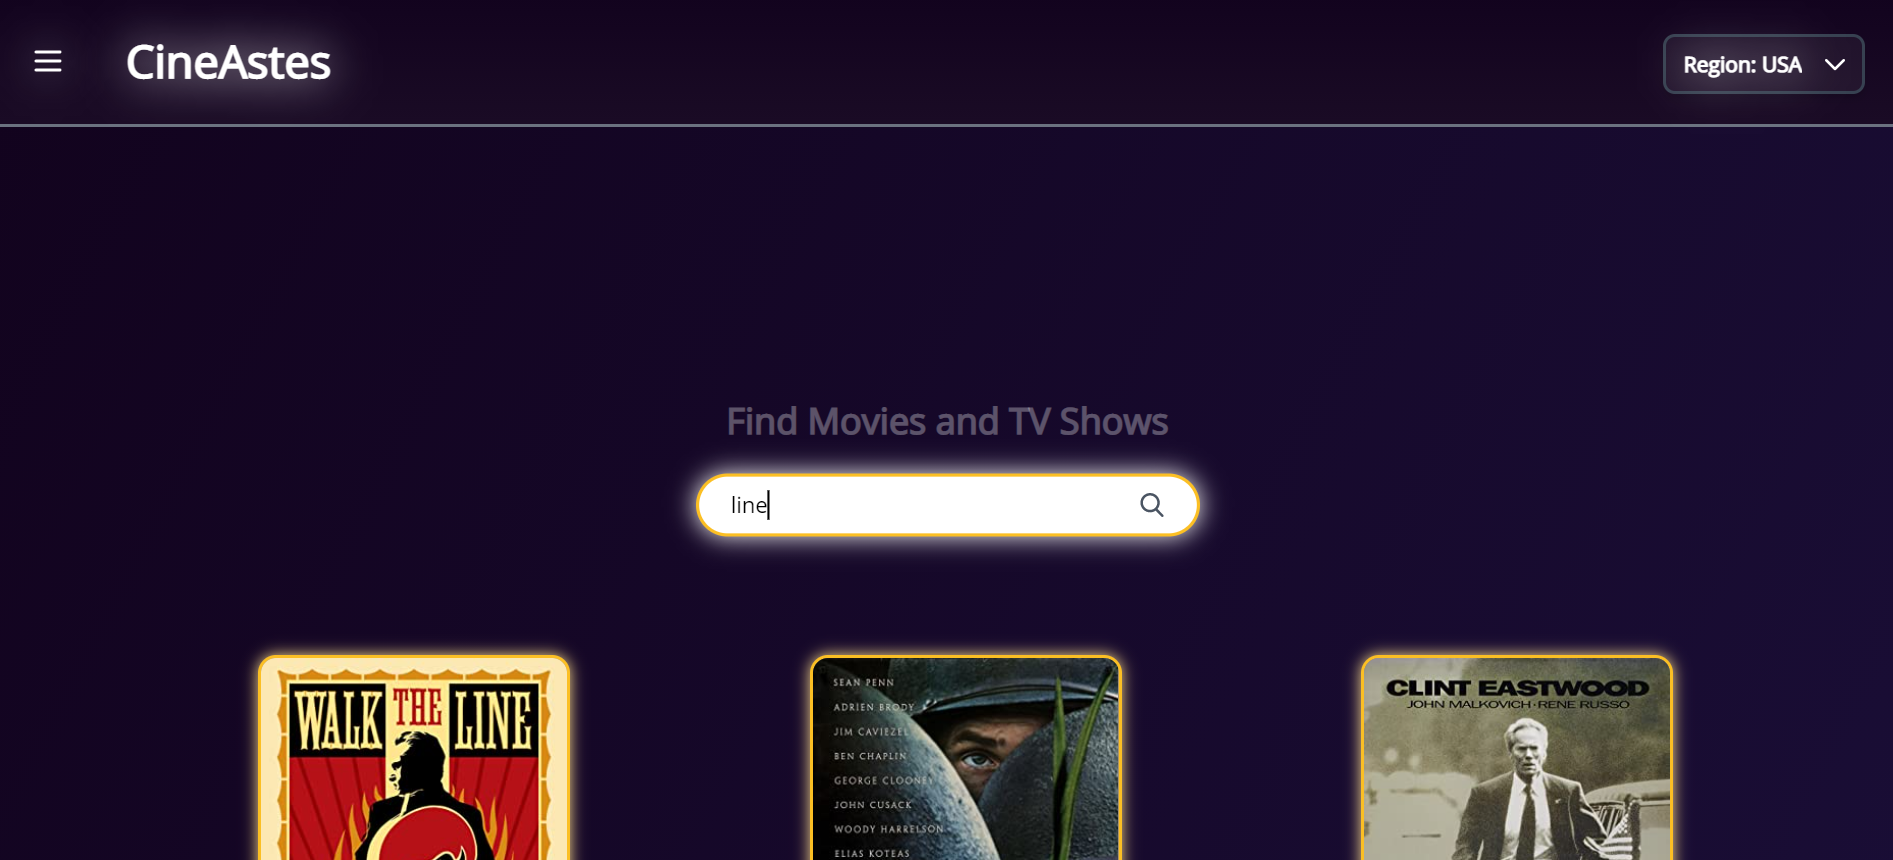 CineAstes
Region: USA
Find Movies and TV Shows
line
WALK THE LINE
SEAN PENN
ADRIEN BRODY
JIM CAVIEZEL
BEN CHAPLIN
GEORGE CLOONEY
JOHN CUSACK
WOODY HARRELSON
ELIAS KOTEAS
CLINT EASTWOOD
JOHN MALKOVICH · RENE RUSSO